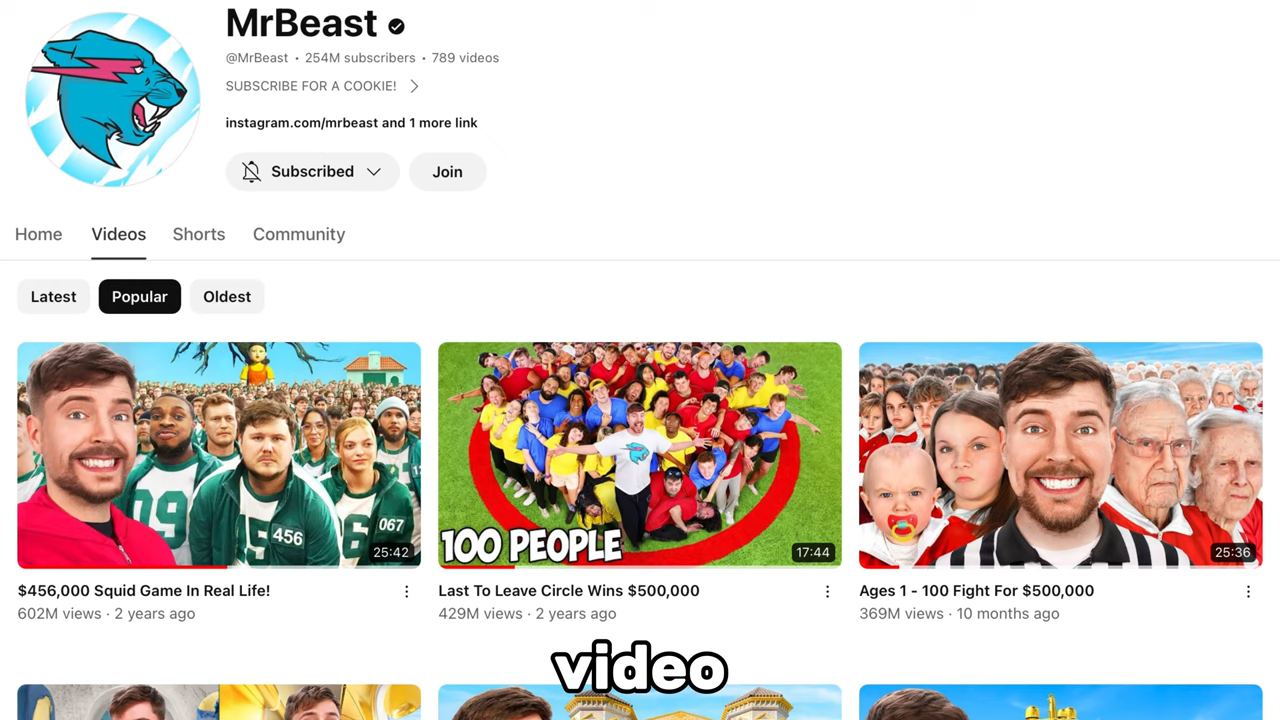 MrBeast
@MrBeast • 254M subscribers • 789 videos
SUBSCRIBE FOR A COOKIE!
instagram.com/mrbeast and 1 more link
Subscribed
Join
Home Videos Shorts Community
Latest Popular Oldest
456
067
25:42
100 PEOPLE
17:44
25:36
$456,000 Squid Game In Real Life!
602M views · 2 years ago
Last To Leave Circle Wins $500,000
429M views · 2 years ago
Ages 1 - 100 Fight For $500,000
369M views · 10 months ago
video